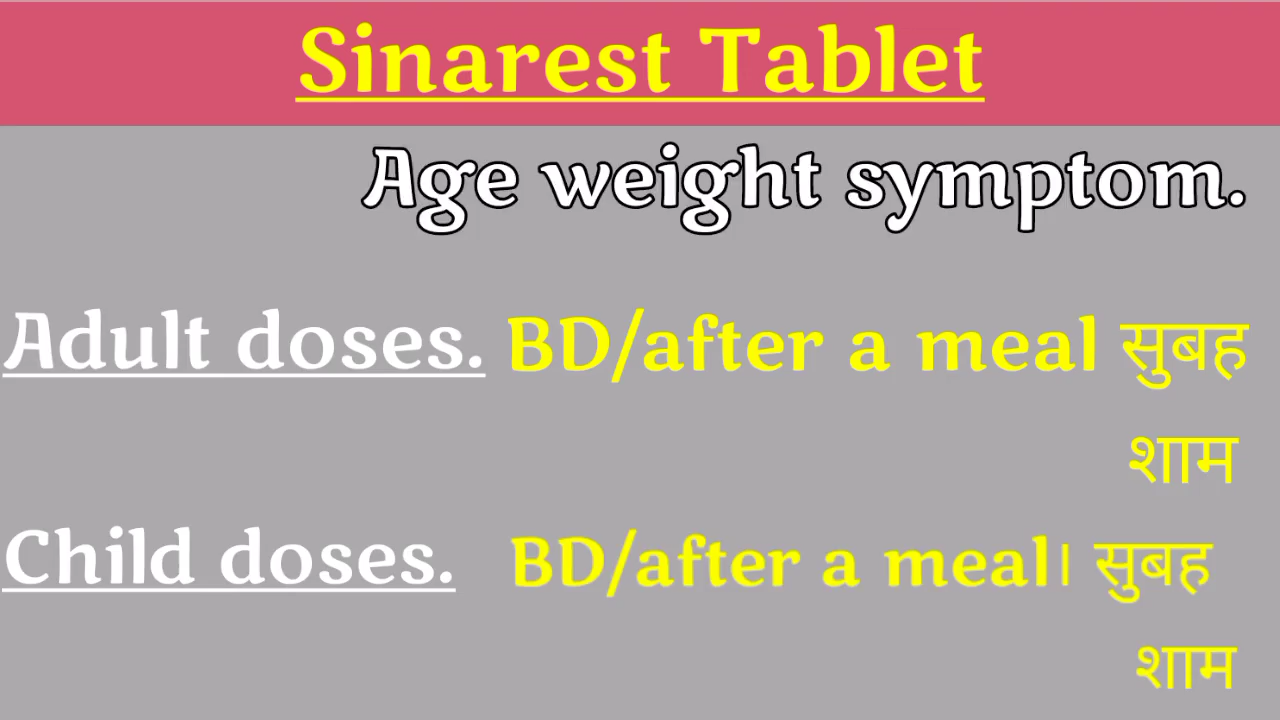 Sinarest Tablet
Age weight symptom.
Adult doses. BD/after a meal सुबह
शाम
Child doses. BD/after a meal। सुबह
शाम